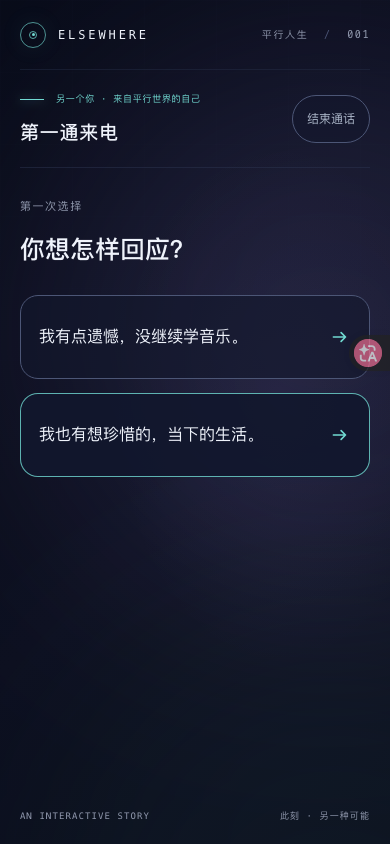 ELSEWHERE
平行人生 / 001
另一个你 · 来自平行世界的自己
第一通来电
结束通话
第一次选择
你想怎样回应?
我有点遗憾，没继续学音乐。
我也有想珍惜的，当下的生活。
AN INTERACTIVE STORY
此刻 · 另一种可能